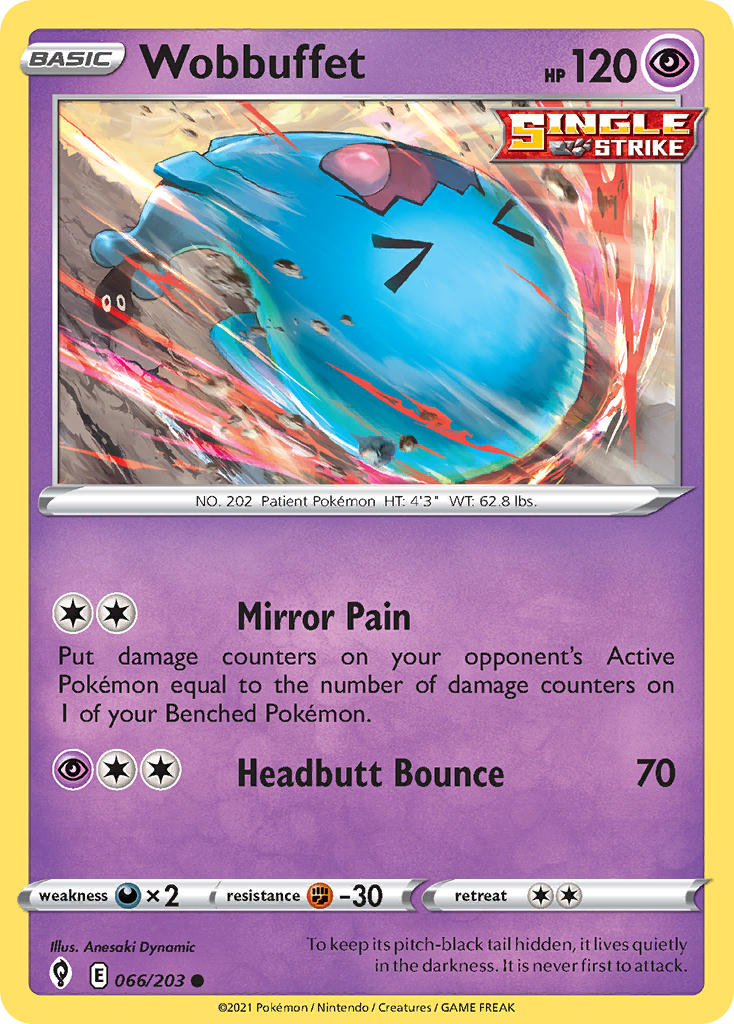 BASIC
Wobbuffet
HP 120
SINGLE
STRIKE
NO. 202 Patient Pokémon HT: 4'3" WT: 62.8 lbs.
Mirror Pain
Put damage counters on your opponent's Active
Pokémon equal to the number of damage counters on
1 of your Benched Pokémon.
Headbutt Bounce 70
weakness ×2 resistance -30 retreat
Illus. Anesaki Dynamic
To keep its pitch-black tail hidden, it lives quietly
in the darkness. It is never first to attack.
E 066/203
©2021 Pokémon / Nintendo / Creatures / GAME FREAK